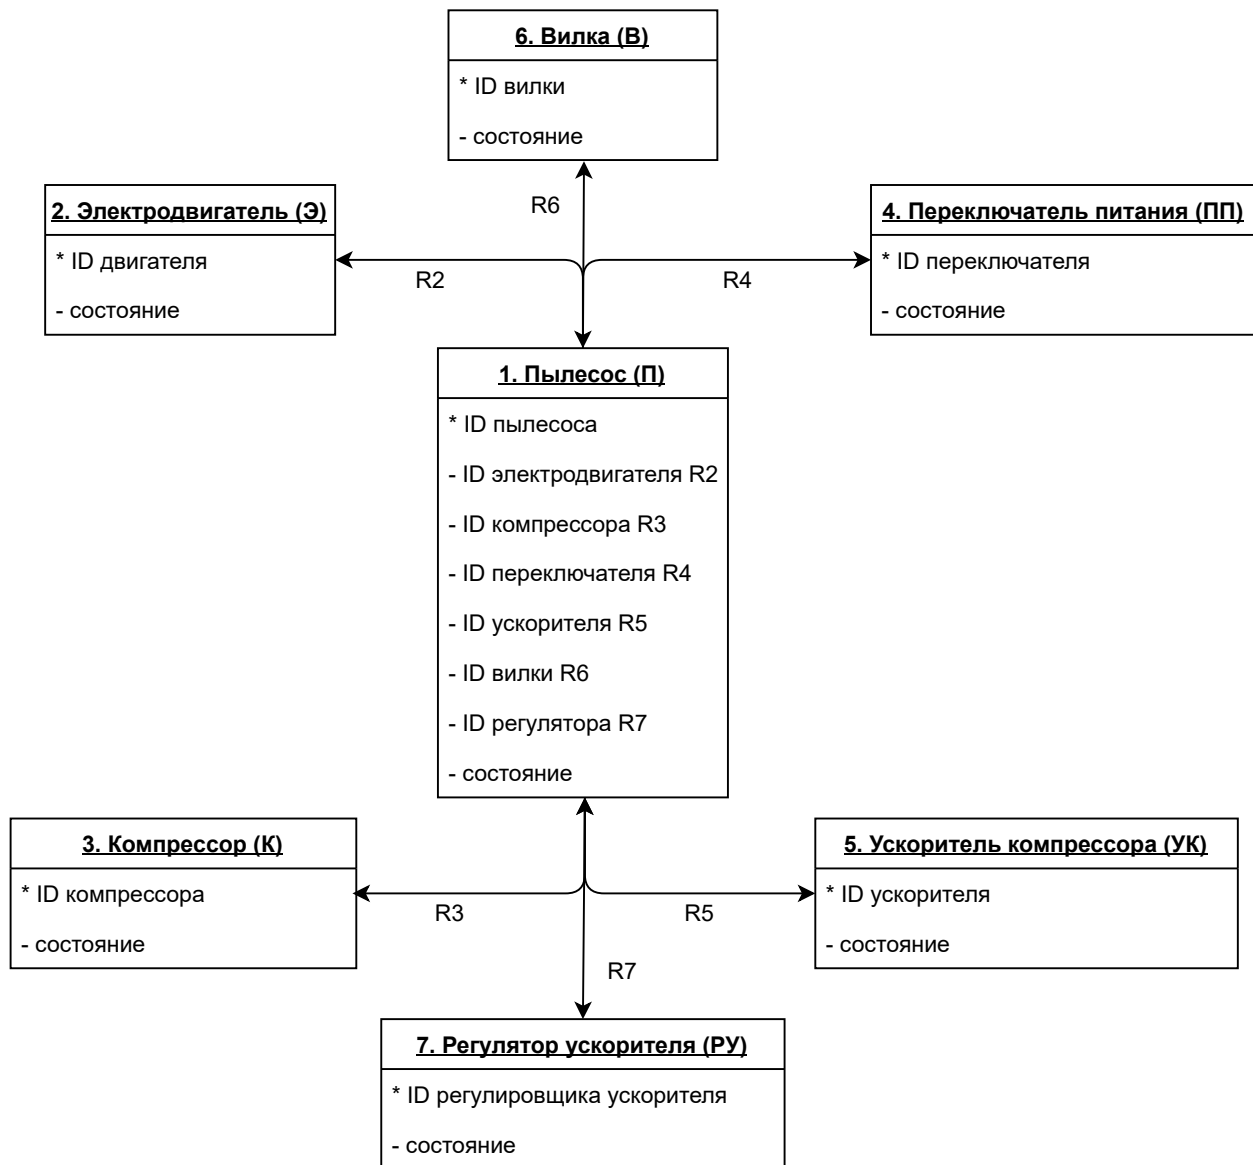 6. Вилка (В)
* ID вилки
- состояние
R6
2. Электродвигатель (Э)
* ID двигателя
- состояние
R2
4. Переключатель питания (ПП)
* ID переключателя
- состояние
R4
1. Пылесос (П)
* ID пылесоса
- ID электродвигателя R2
- ID компрессора R3
- ID переключателя R4
- ID ускорителя R5
- ID вилки R6
- ID регулятора R7
- состояние
3. Компрессор (К)
* ID компрессора
- состояние
R3
5. Ускоритель компрессора (УК)
* ID ускорителя
- состояние
R5
R7
7. Регулятор ускорителя (РУ)
* ID регулировщика ускорителя
- состояние